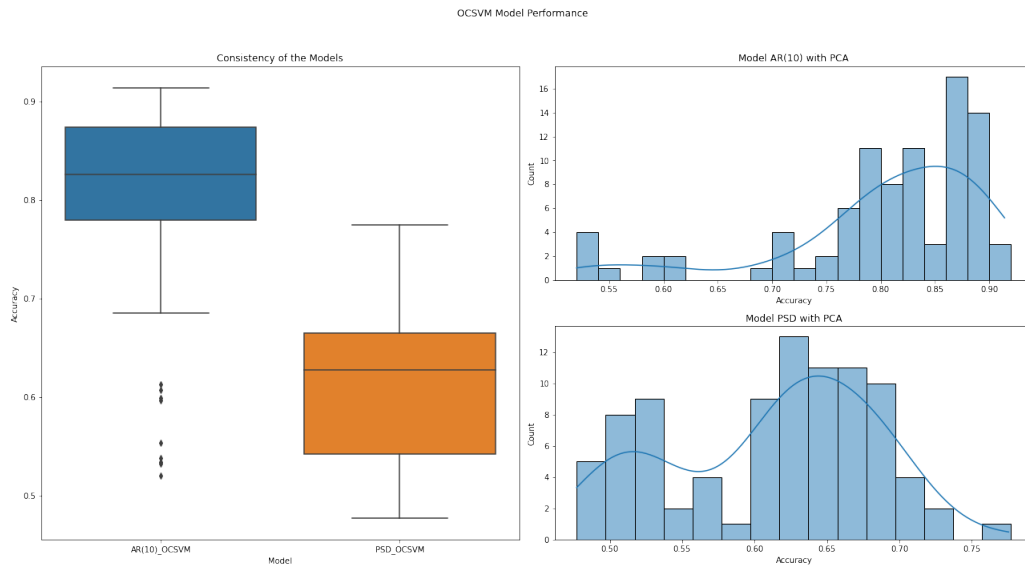 OCSVM Model Performance
Consistency of the Models
0.9
0.8
0.7
0.6
0.5
Accuracy
AR(10)_OCSVM
PSD_OCSVM
Model
Model AR(10) with PCA
16
14
12
10
8
6
4
2
0
Count
0.55
0.60
0.65
0.70
0.75
0.80
0.85
0.90
Accuracy
Model PSD with PCA
12
10
8
6
4
2
0
Count
0.50
0.55
0.60
0.65
0.70
0.75
Accuracy